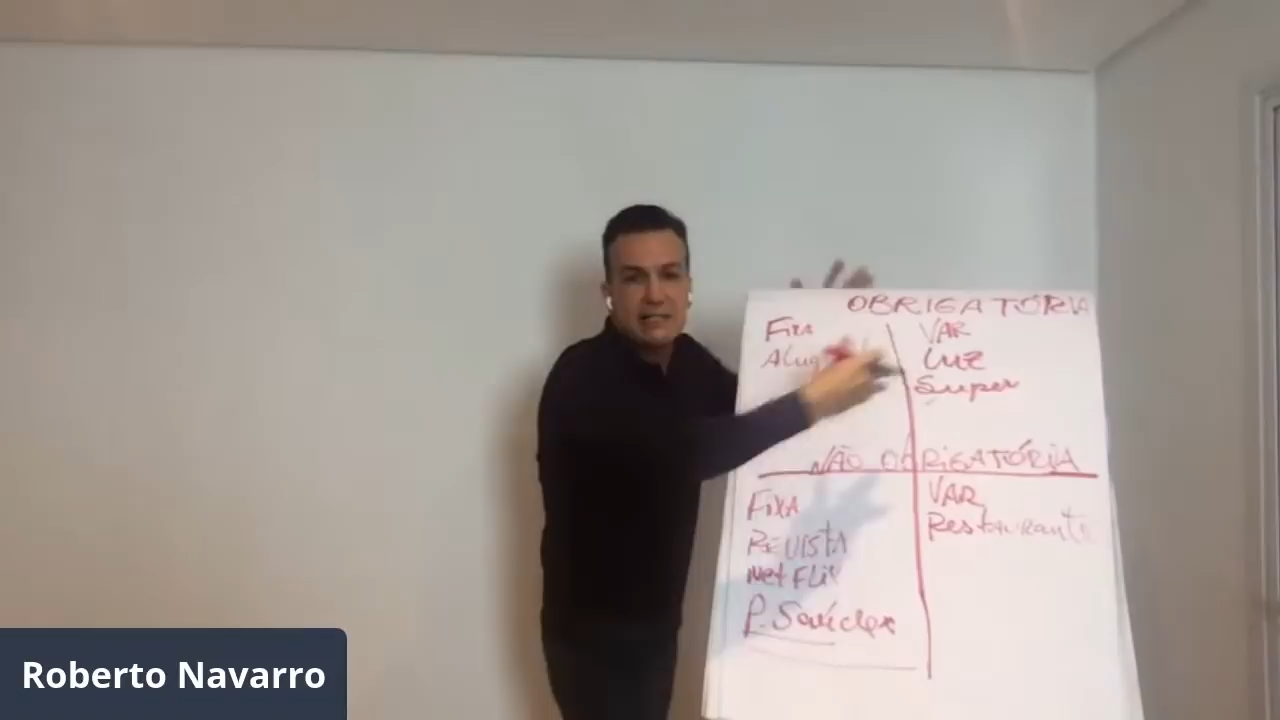 OBRIGATÓRIA
FIXA
Alug
VAR
Luz
Super
NÃO OBRIGATÓRIA
FIXA
REVISTA
NetFlix
VAR
Restaurante
Roberto Navarro